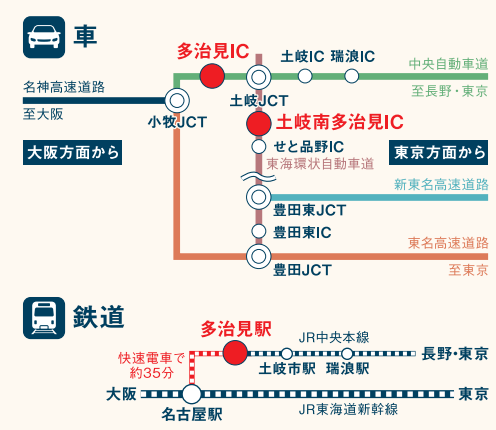 車
多治見IC
土岐IC 瑞浪IC
中央自動車道
名神高速道路
至長野・東京
土岐JCT
至大阪
小牧JCT
土岐南多治見IC
大阪方面から
せと品野IC
東京方面から
東海環状自動車道
新東名高速道路
豊田東JCT
豊田東IC
東名高速道路
豊田JCT
至東京
鉄道
多治見駅
JR中央本線
快速電車で
約35分
長野・東京
土岐市駅 瑞浪駅
大阪
東京
名古屋駅
JR東海道新幹線